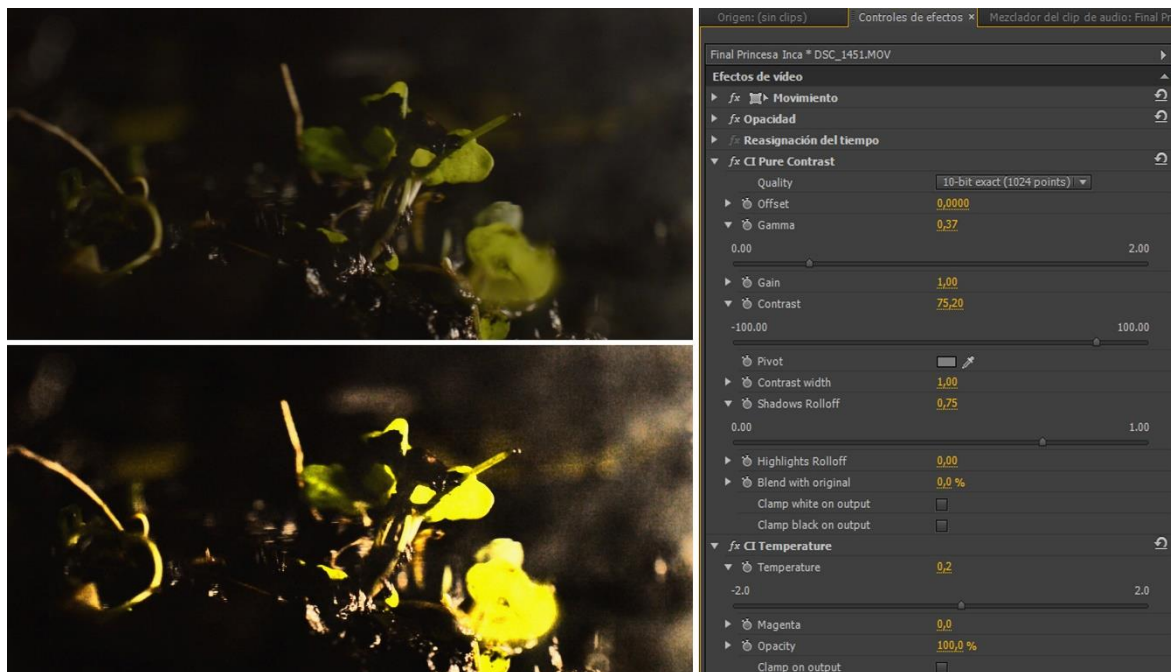 Origen: (sin clips) Controles de efectos × Mezclador del clip de audio: Final Pr
Final Princesa Inca * DSC_1451.MOV
Efectos de vídeo
fx Movimiento
fx Opacidad
fx Reasignación del tiempo
fx CI Pure Contrast
Quality 10-bit exact (1024 points)
Offset 0,0000
Gamma 0,37
0.00 2.00
Gain 1,00
Contrast 75,20
-100.00 100.00
Pivot
Contrast width 1,00
Shadows Rolloff 0,75
0.00 1.00
Highlights Rolloff 0,00
Blend with original 0,0 %
Clamp white on output
Clamp black on output
fx CI Temperature
Temperature 0,2
-2.0 2.0
Magenta 0,0
Opacity 100,0 %
Clamp on output